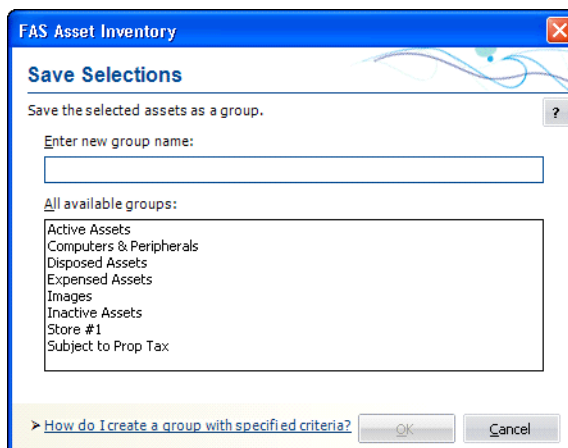 FAS Asset Inventory
Save Selections
Save the selected assets as a group.
?
Enter new group name:
All available groups:
Active Assets
Computers & Peripherals
Disposed Assets
Expensed Assets
Images
Inactive Assets
Store #1
Subject to Prop Tax
➤ How do I create a group with specified criteria?
OK
Cancel